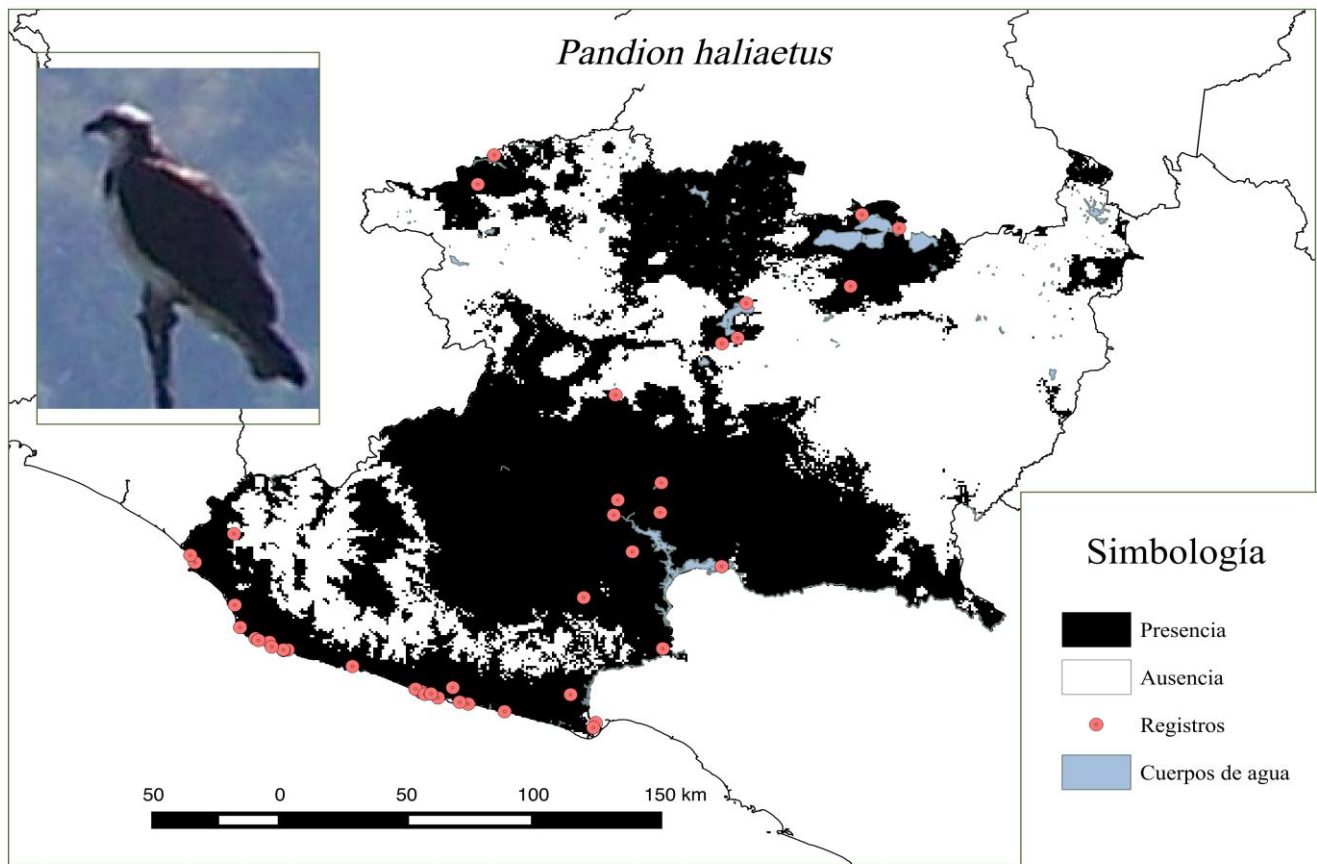 Pandion haliaetus
Simbología
Presencia
Ausencia
Registros
Cuerpos de agua
50 0 50 100 150 km